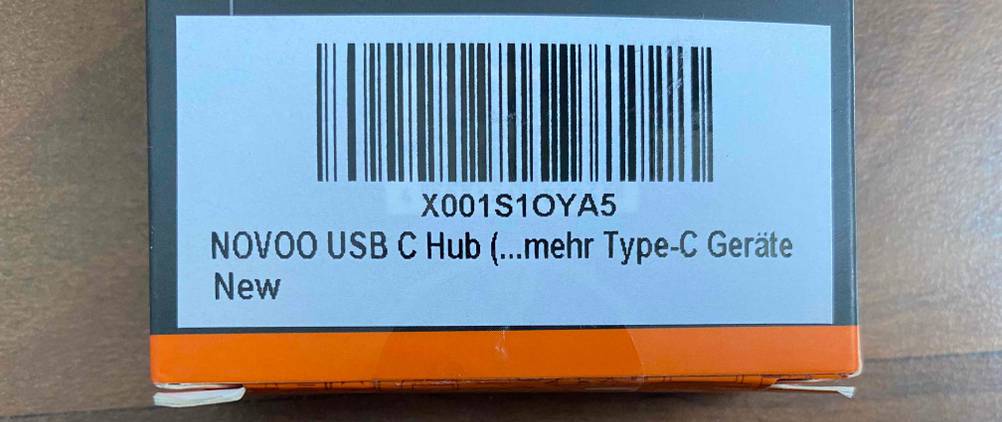 X001S1OYA5
NOVOO USB C Hub (...mehr Type-C Geräte
New